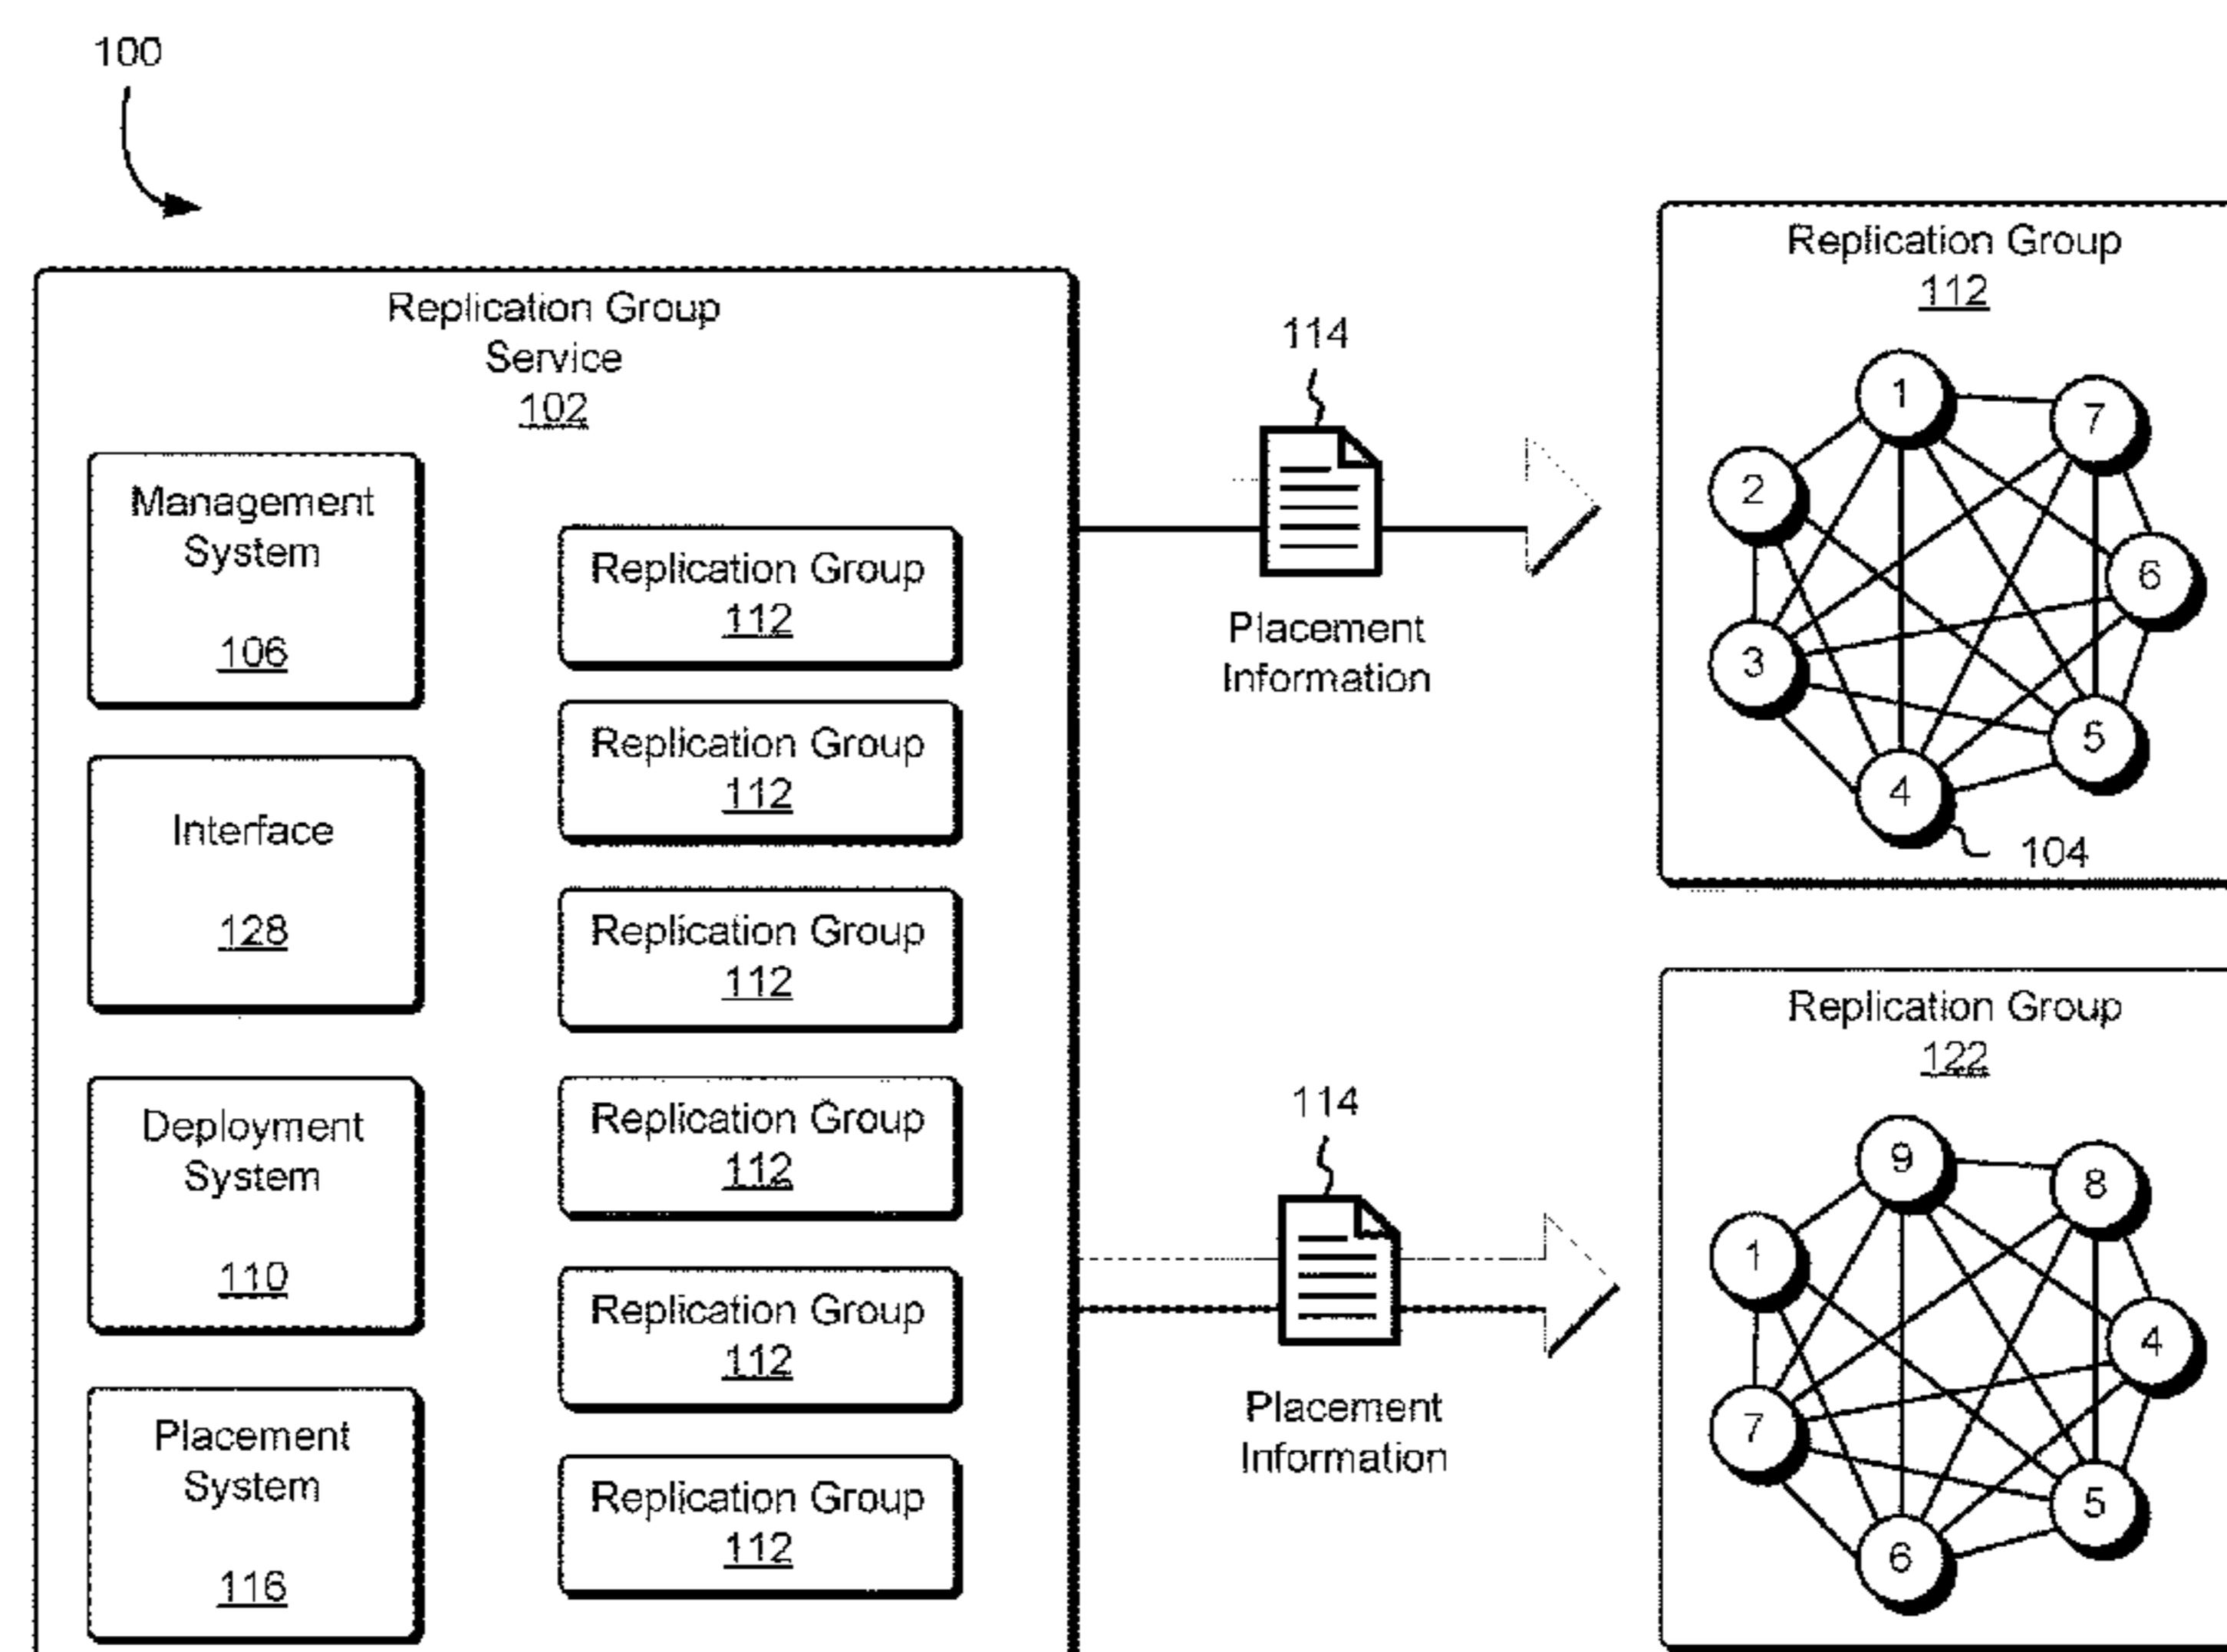 100
Replication Group
Service
102
Management
System
106
Interface
128
Deployment
System
110
Placement
System
116
Replication Group
112
Replication Group
112
Replication Group
112
Replication Group
112
Replication Group
112
Replication Group
112
114
Placement
Information
114
Placement
Information
Replication Group
112
1
7
2
6
3
5
4
104
Replication Group
122
9
8
1
4
7
5
6